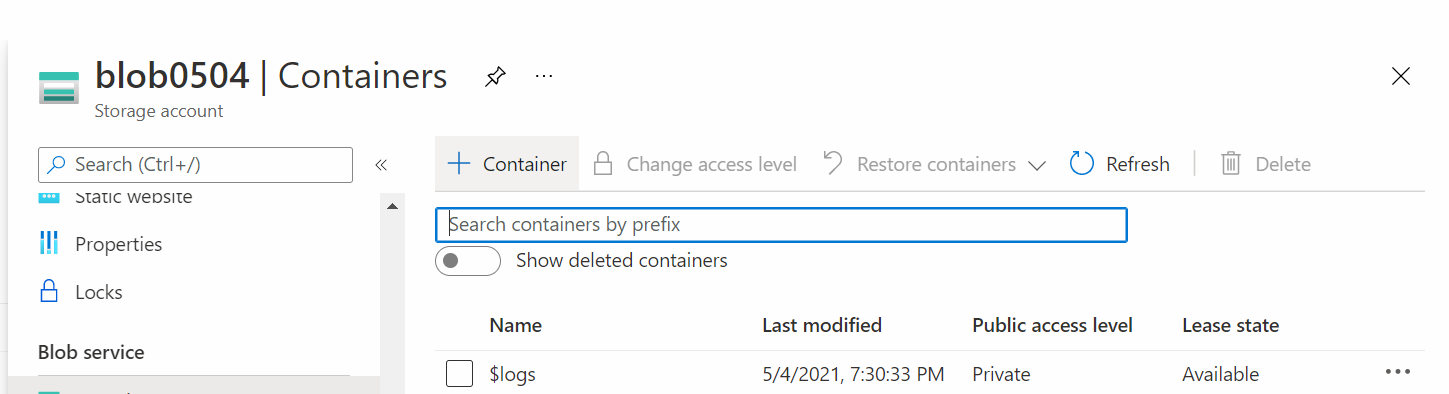 blob0504 | Containers
Storage account
Search (Ctrl+/)
Static website
Properties
Locks
Blob service
Container
Change access level
Restore containers
Refresh
Delete
Search containers by prefix
Show deleted containers
Name Last modified Public access level Lease state
$logs 5/4/2021, 7:30:33 PM Private Available